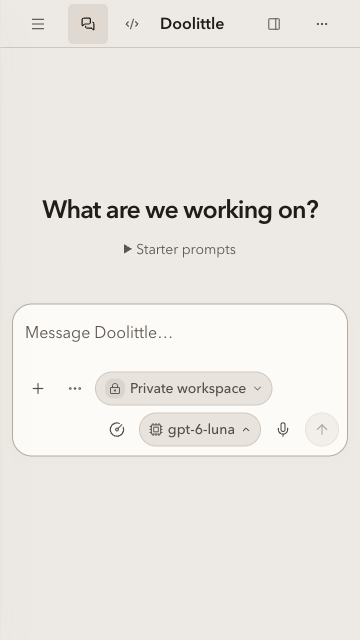 Doolittle
What are we working on?
Starter prompts
Message Doolittle…
Private workspace
gpt-6-luna